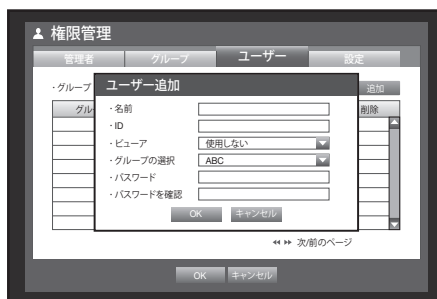 権限管理
管理者 グループ ユーザー 設定
・グループ 追加
グル 削除
ユーザー追加
・名前
・ID
・ビューア 使用しない
・グループの選択 ABC
・パスワード
・パスワードを確認
OK キャンセル
次/前のページ
OK キャンセル